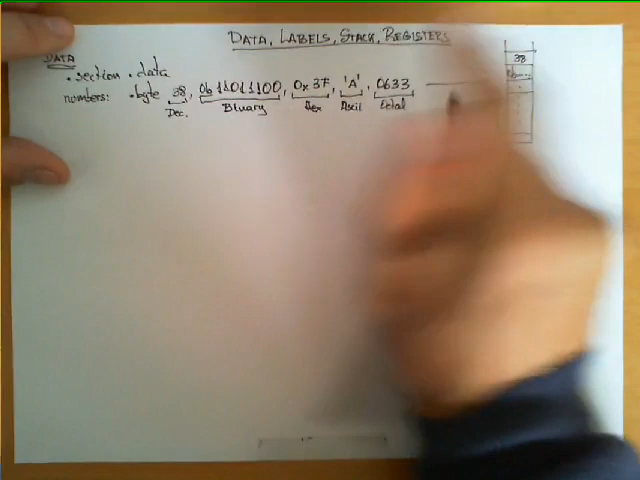 DATA, LABELS, STACK, REGISTERS
DATA
.section .data
numbers: .byte 38, 0b11011100, 0x3F, 'A', 0633,
Dec. Binary Hex Ascii Octal
38